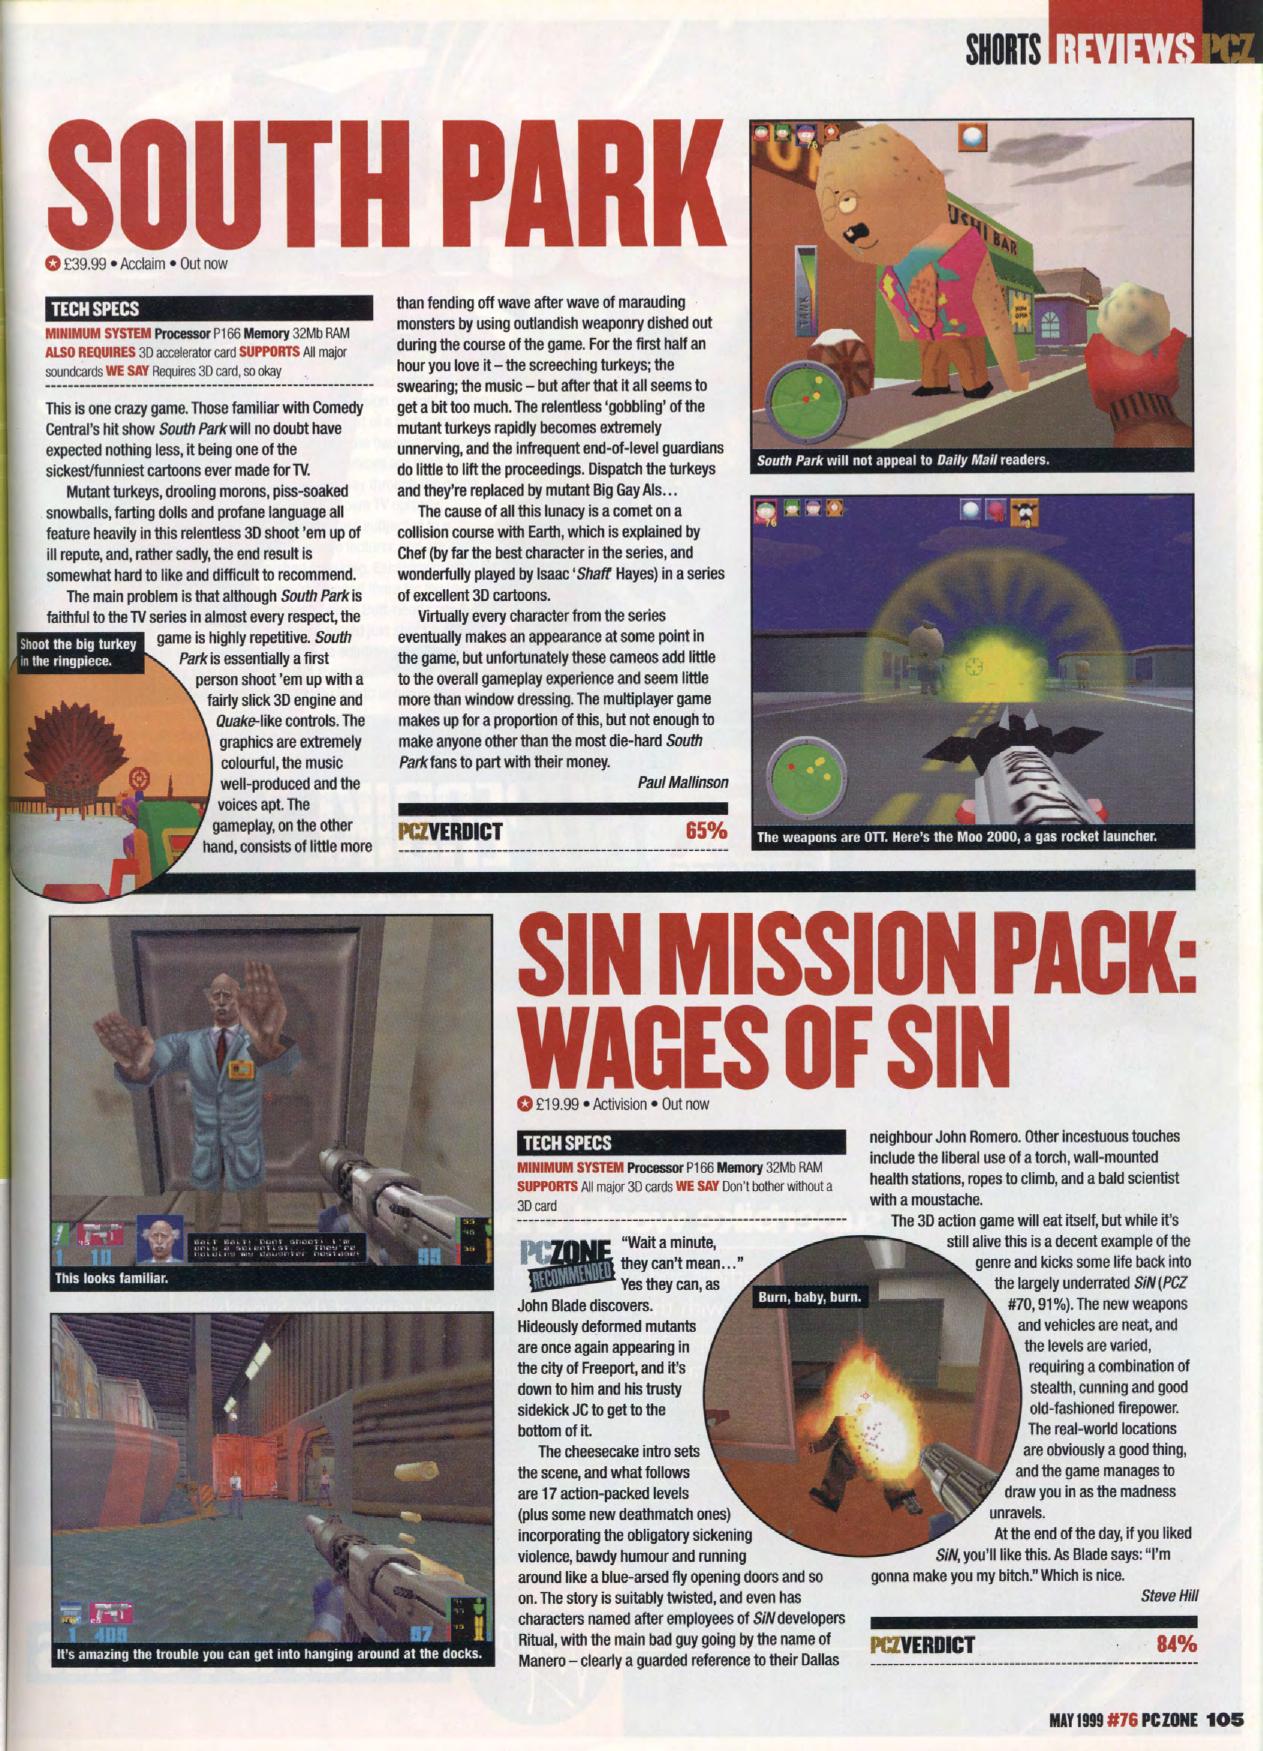 SHORTS REVIEWS PCZ
SOUTH PARK
£39.99 • Acclaim • Out now
TECH SPECS
MINIMUM SYSTEM Processor P166 Memory 32Mb RAM
ALSO REQUIRES 3D accelerator card SUPPORTS All major
soundcards WE SAY Requires 3D card, so okay
This is one crazy game. Those familiar with Comedy
Central's hit show South Park will no doubt have
expected nothing less, it being one of the
sickest/funniest cartoons ever made for TV.
Mutant turkeys, drooling morons, piss-soaked
snowballs, farting dolls and profane language all
feature heavily in this relentless 3D shoot 'em up of
ill repute, and, rather sadly, the end result is
somewhat hard to like and difficult to recommend.
The main problem is that although South Park is
faithful to the TV series in almost every respect, the
game is highly repetitive. South
Park is essentially a first
person shoot 'em up with a
fairly slick 3D engine and
Quake-like controls. The
graphics are extremely
colourful, the music
well-produced and the
voices apt. The
gameplay, on the other
hand, consists of little more
Shoot the big turkey
in the ringpiece.
than fending off wave after wave of marauding
monsters by using outlandish weaponry dished out
during the course of the game. For the first half an
hour you love it – the screeching turkeys; the
swearing; the music – but after that it all seems to
get a bit too much. The relentless 'gobbling' of the
mutant turkeys rapidly becomes extremely
unnerving, and the infrequent end-of-level guardians
do little to lift the proceedings. Dispatch the turkeys
and they're replaced by mutant Big Gay Als...
The cause of all this lunacy is a comet on a
collision course with Earth, which is explained by
Chef (by far the best character in the series, and
wonderfully played by Isaac 'Shaft' Hayes) in a series
of excellent 3D cartoons.
Virtually every character from the series
eventually makes an appearance at some point in
the game, but unfortunately these cameos add little
to the overall gameplay experience and seem little
more than window dressing. The multiplayer game
makes up for a proportion of this, but not enough to
make anyone other than the most die-hard South
Park fans to part with their money.
Paul Mallinson
PCZVERDICT 65%
76
USHI BAR
TANK
South Park will not appeal to Daily Mail readers.
76
The weapons are OTT. Here's the Moo 2000, a gas rocket launcher.
Wait Wait! Dont shoot! I'm
only a scientist... They're
holding my daughter hostage!
1 10
This looks familiar.
1 405
97
It's amazing the trouble you can get into hanging around at the docks.
SIN MISSION PACK:
WAGES OF SIN
£19.99 • Activision • Out now
TECH SPECS
MINIMUM SYSTEM Processor P166 Memory 32Mb RAM
SUPPORTS All major 3D cards WE SAY Don't bother without a
3D card
PCZONE
RECOMMENDED
"Wait a minute,
they can't mean..."
Yes they can, as
John Blade discovers.
Hideously deformed mutants
are once again appearing in
the city of Freeport, and it's
down to him and his trusty
sidekick JC to get to the
bottom of it.
The cheesecake intro sets
the scene, and what follows
are 17 action-packed levels
(plus some new deathmatch ones)
incorporating the obligatory sickening
violence, bawdy humour and running
around like a blue-arsed fly opening doors and so
on. The story is suitably twisted, and even has
characters named after employees of SiN developers
Ritual, with the main bad guy going by the name of
Manero – clearly a guarded reference to their Dallas
Burn, baby, burn.
neighbour John Romero. Other incestuous touches
include the liberal use of a torch, wall-mounted
health stations, ropes to climb, and a bald scientist
with a moustache.
The 3D action game will eat itself, but while it's
still alive this is a decent example of the
genre and kicks some life back into
the largely underrated SiN (PCZ
#70, 91%). The new weapons
and vehicles are neat, and
the levels are varied,
requiring a combination of
stealth, cunning and good
old-fashioned firepower.
The real-world locations
are obviously a good thing,
and the game manages to
draw you in as the madness
unravels.
At the end of the day, if you liked
SiN, you'll like this. As Blade says: "I'm
gonna make you my bitch." Which is nice.
Steve Hill
PCZVERDICT 84%
MAY 1999 #76 PC ZONE 105